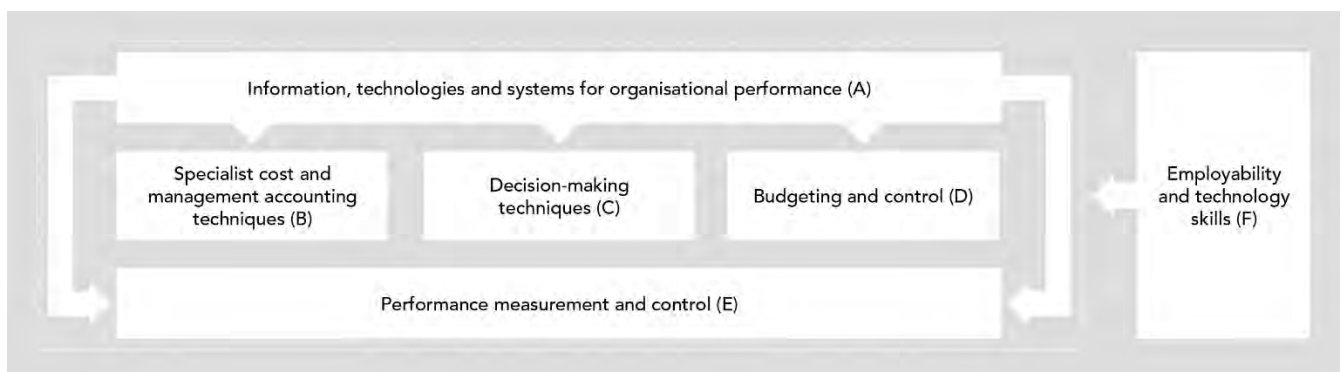 Information, technologies and systems for organisational performance (A)
Specialist cost and
management accounting
techniques (B)
Decision-making
techniques (C)
Budgeting and control (D)
Employability
and technology
skills (F)
Performance measurement and control (E)